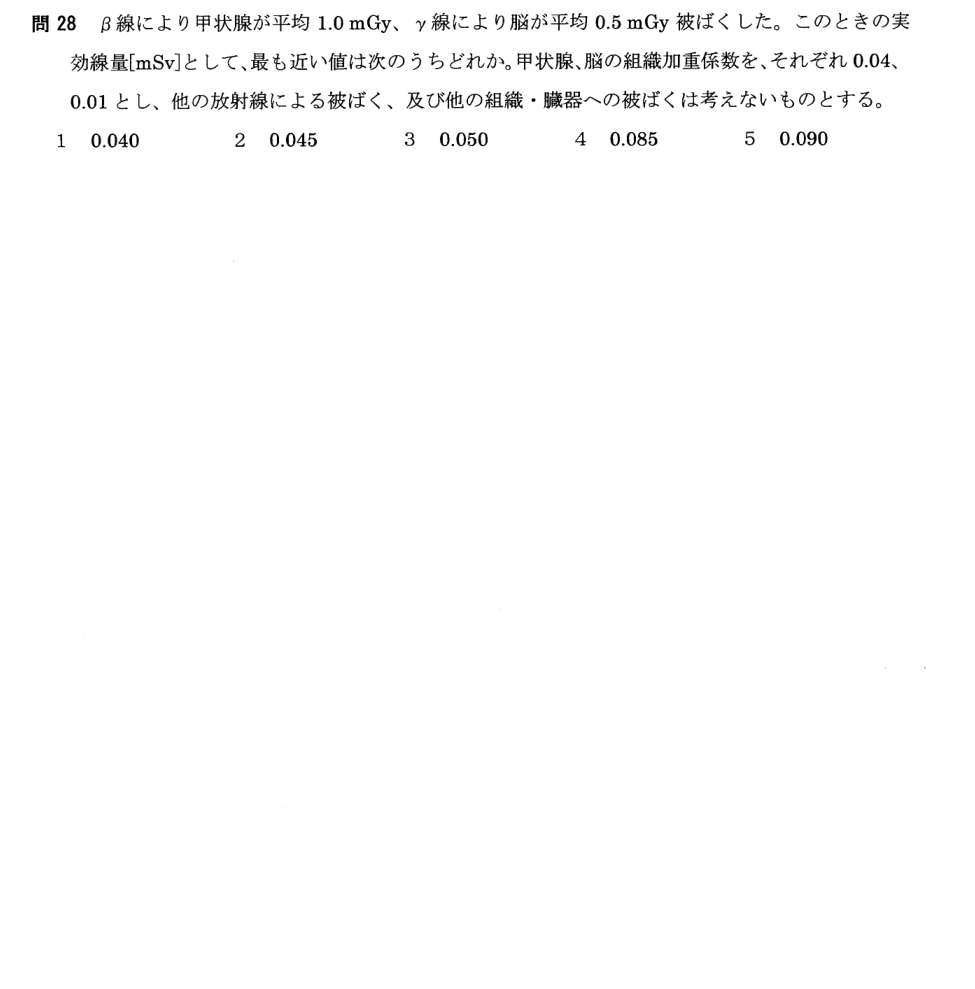 問 28　β線により甲状腺が平均 1.0 mGy、γ線により脳が平均 0.5 mGy 被ばくした。このときの実
効線量[mSv]として、最も近い値は次のうちどれか。甲状腺、脳の組織加重係数を、それぞれ 0.04、
0.01 とし、他の放射線による被ばく、及び他の組織・臓器への被ばくは考えないものとする。
1　0.040　2　0.045　3　0.050　4　0.085　5　0.090